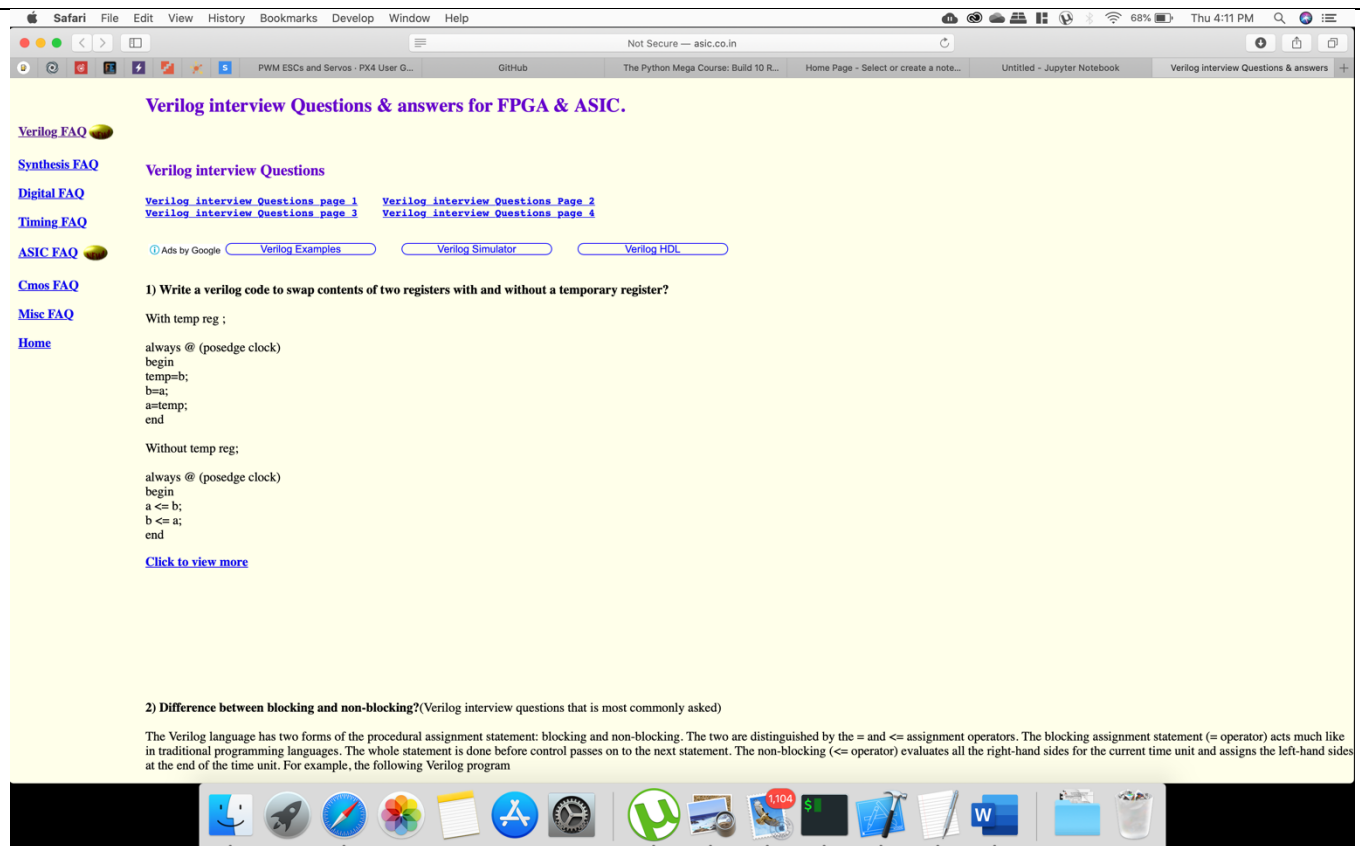 Safari File Edit View History Bookmarks Develop Window Help 68% Thu 4:11 PM
Not Secure — asic.co.in
PWM ESCs and Servos · PX4 User G... GitHub The Python Mega Course: Build 10 R... Home Page - Select or create a note... Untitled - Jupyter Notebook Verilog interview Questions & answers
Verilog interview Questions & answers for FPGA & ASIC.
Verilog FAQ
Synthesis FAQ
Digital FAQ
Timing FAQ
ASIC FAQ
Cmos FAQ
Misc FAQ
Home
Verilog interview Questions
Verilog interview Questions page 1 Verilog interview Questions Page 2
Verilog interview Questions page 3 Verilog interview Questions page 4
Ads by Google Verilog Examples Verilog Simulator Verilog HDL
1) Write a verilog code to swap contents of two registers with and without a temporary register?
With temp reg ;
always @ (posedge clock)
begin
temp=b;
b=a;
a=temp;
end
Without temp reg;
always @ (posedge clock)
begin
a <= b;
b <= a;
end
Click to view more
2) Difference between blocking and non-blocking?(Verilog interview questions that is most commonly asked)
The Verilog language has two forms of the procedural assignment statement: blocking and non-blocking. The two are distinguished by the = and <= assignment operators. The blocking assignment statement (= operator) acts much like
in traditional programming languages. The whole statement is done before control passes on to the next statement. The non-blocking (<= operator) evaluates all the right-hand sides for the current time unit and assigns the left-hand sides
at the end of the time unit. For example, the following Verilog program
1,104
$
W